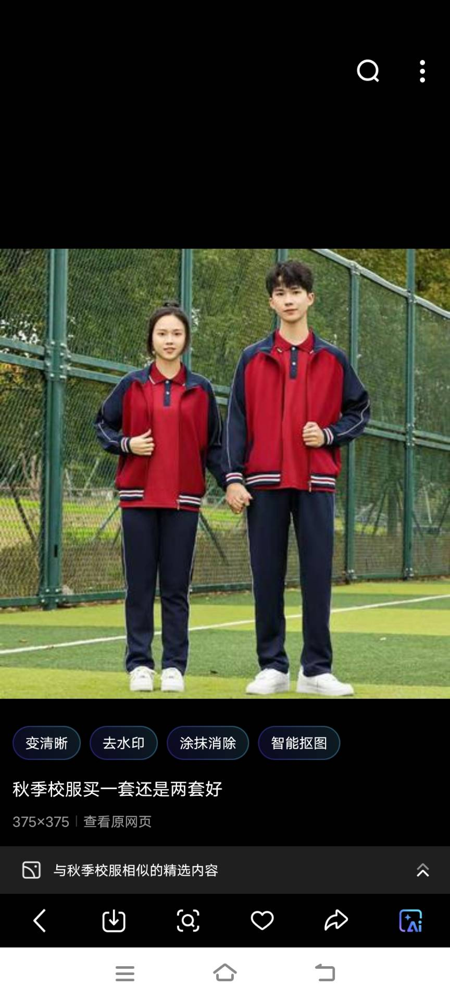 变清晰
去水印
涂抹消除
智能抠图
秋季校服买一套还是两套好
375×375 | 查看原网页
与秋季校服相似的精选内容
Ai